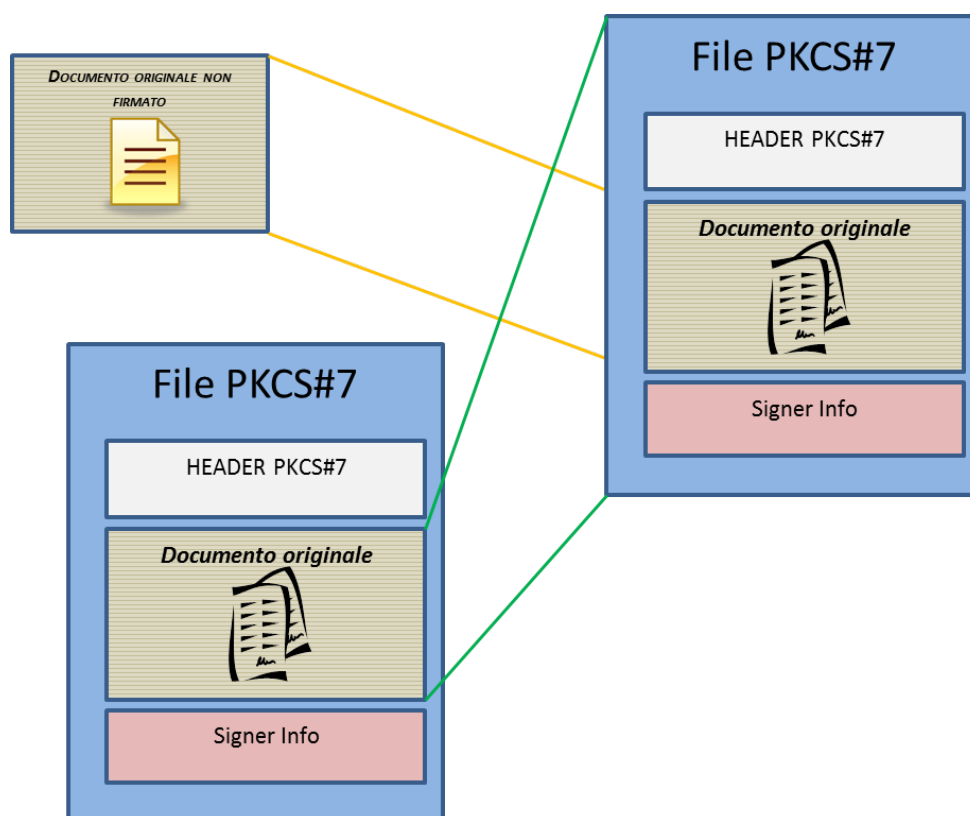 DOCUMENTO ORIGINALE NON
FIRMATO
File PKCS#7
HEADER PKCS#7
Documento originale
Signer Info
File PKCS#7
HEADER PKCS#7
Documento originale
Signer Info